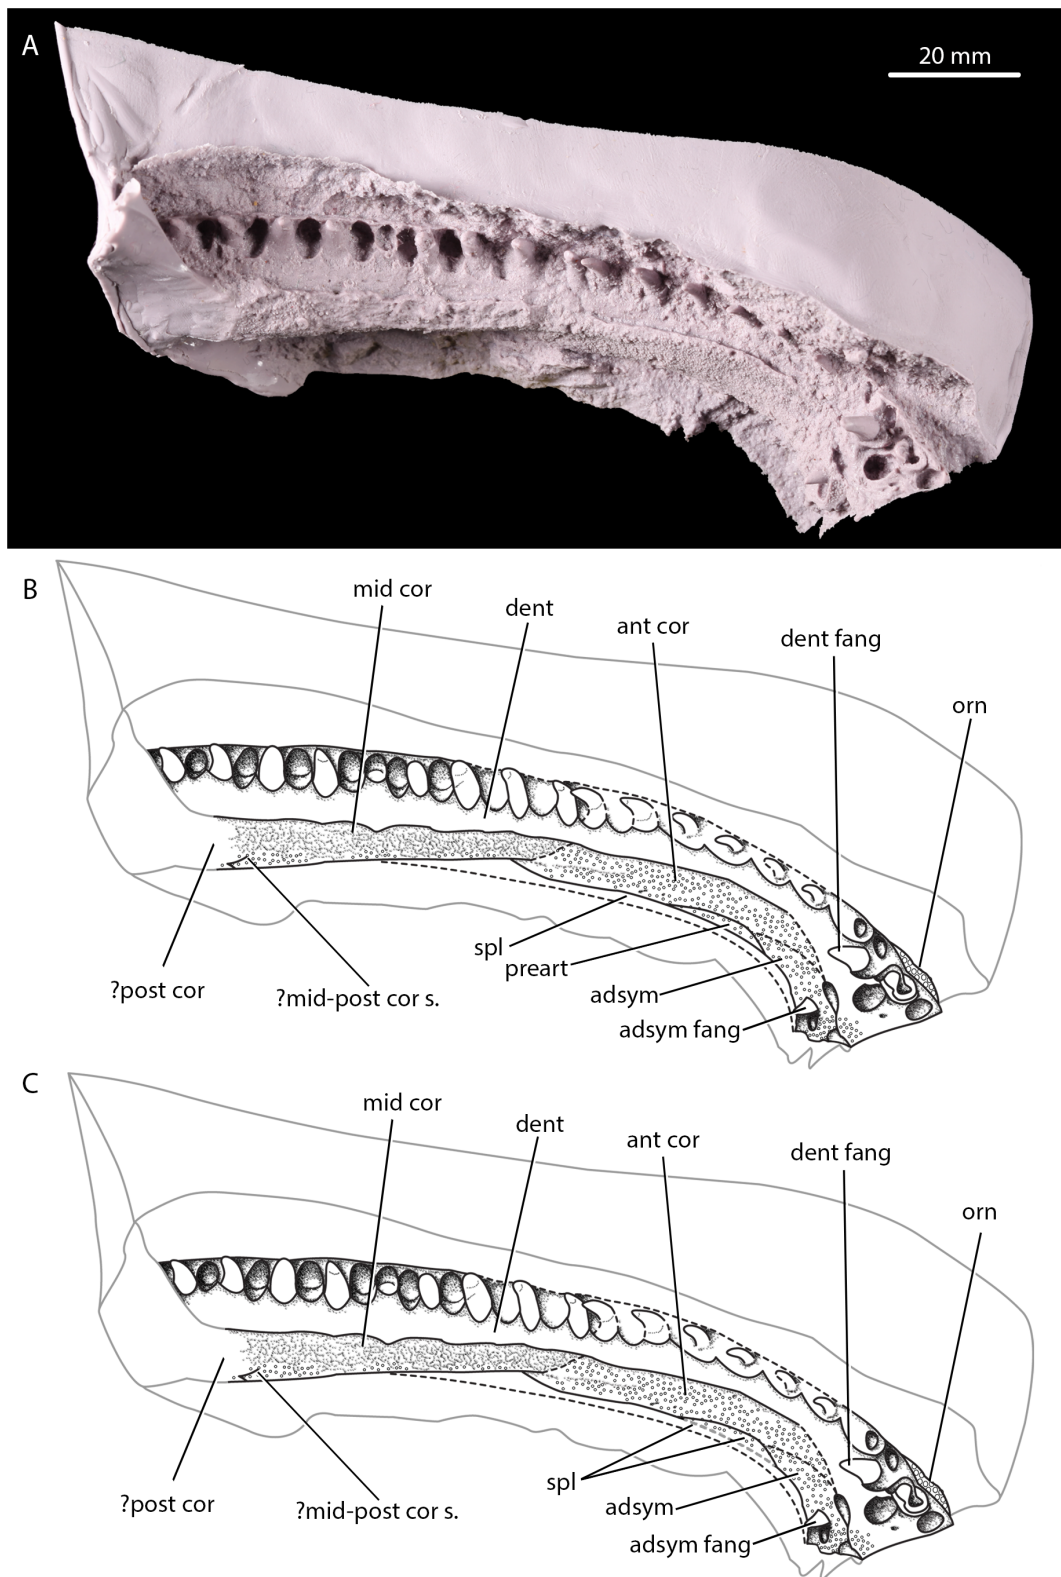 A
20 mm
B
mid cor
dent
ant cor
dent fang
orn
spl
preart
?post cor
?mid-post cor s.
adsym
adsym fang
C
mid cor
dent
ant cor
dent fang
orn
spl
?post cor
?mid-post cor s.
adsym
adsym fang